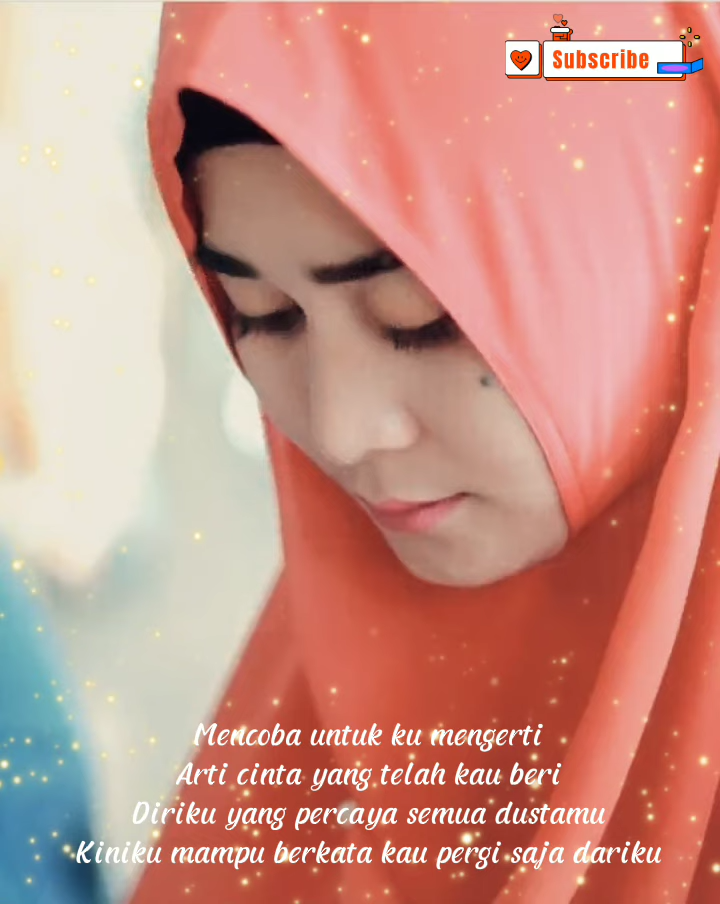 Subscribe
Mencoba untuk ku mengerti
Arti cinta yang telah kau beri
Diriku yang percaya semua dustamu
Kiniku mampu berkata kau pergi saja dariku